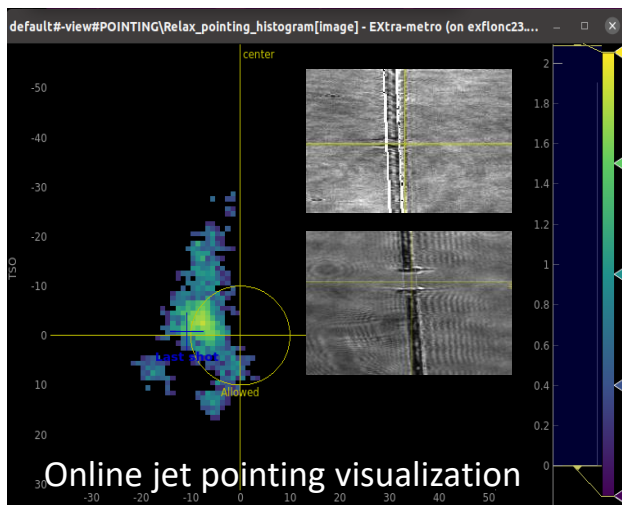 default#-view#POINTING\Relax_pointing_histogram[image] - EXtra-metro (on exflonc23....
center
-50
-40
-30
-20
-10
0
10
20
30
TSO
Last shot
Allowed
-30 -20 -10 0 10 20 30 40 50
2
1.8
1.6
1.4
1.2
1
0.8
0.6
0.4
0.2
0
Online jet pointing visualization